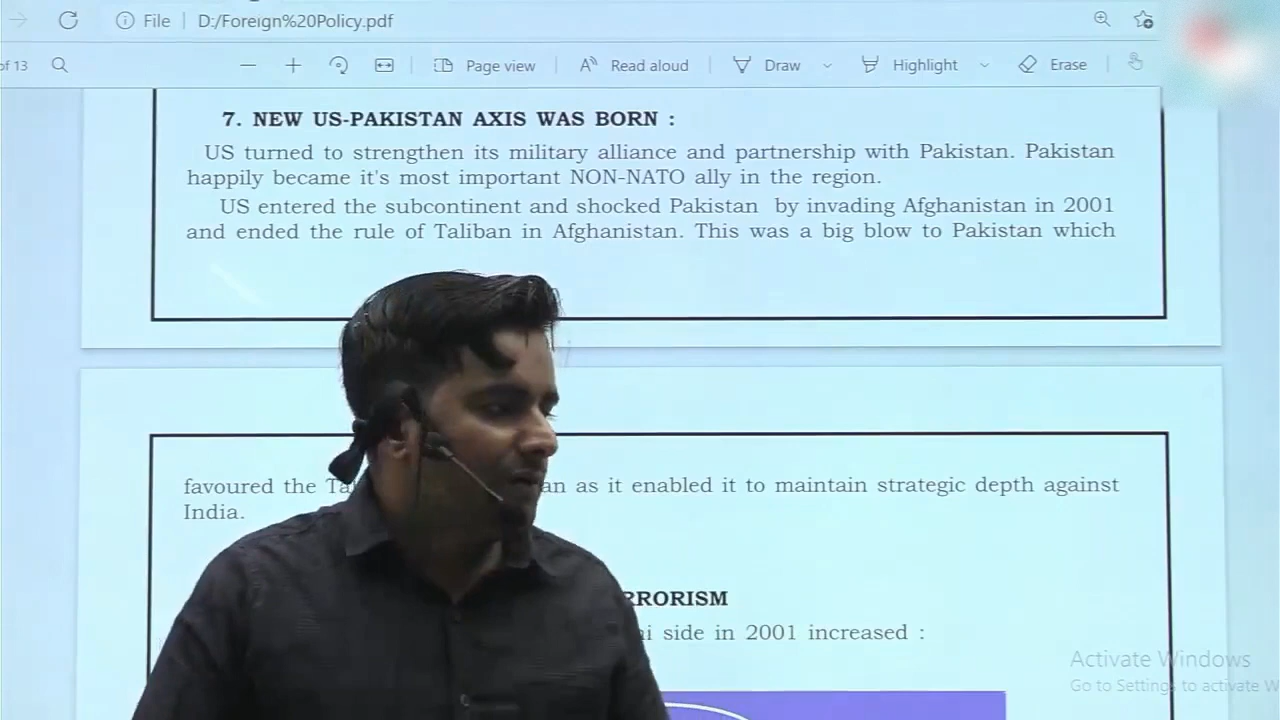 File | D:/Foreign%20Policy.pdf
of 13
Page view
Read aloud
Draw
Highlight
Erase
7. NEW US-PAKISTAN AXIS WAS BORN :
US turned to strengthen its military alliance and partnership with Pakistan. Pakistan
happily became it's most important NON-NATO ally in the region.
US entered the subcontinent and shocked Pakistan by invading Afghanistan in 2001
and ended the rule of Taliban in Afghanistan. This was a big blow to Pakistan which
favoured the an as it enabled it to maintain strategic depth against
India.
RRORISM
side in 2001 increased :
Activate Windows
Go to Settings to activate W